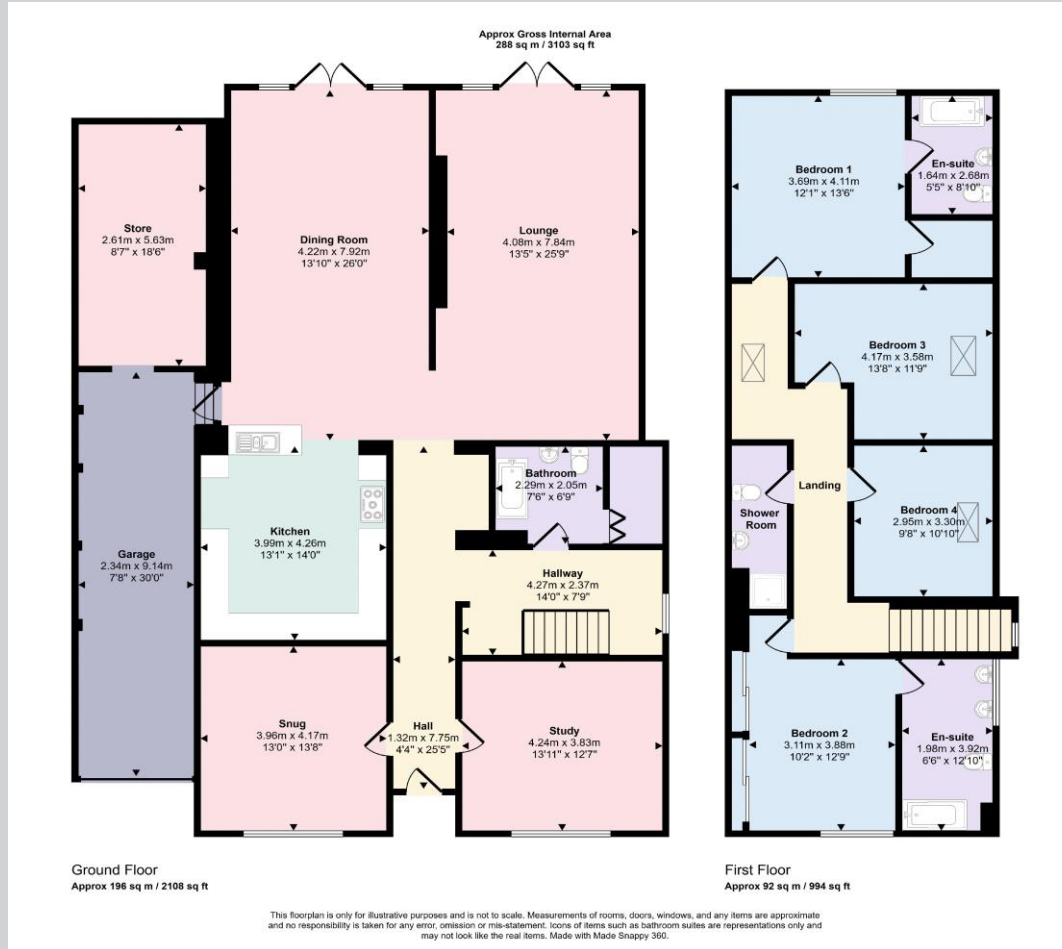 Approx Gross Internal Area
288 sq m / 3103 sq ft
Store
2.61m x 5.63m
8'7" x 18'6"
Dining Room
4.22m x 7.92m
13'10" x 26'0"
Lounge
4.08m x 7.84m
13'5" x 25'9"
Kitchen
3.99m x 4.26m
13'1" x 14'0"
Bathroom
2.29m x 2.05m
7'6" x 6'9"
Garage
2.34m x 9.14m
7'8" x 30'0"
Hallway
4.27m x 2.37m
14'0" x 7'9"
Snug
3.96m x 4.17m
13'0" x 13'8"
Hall
1.32m x 7.75m
4'4" x 25'5"
Study
4.24m x 3.83m
13'11" x 12'7"
Bedroom 1
3.69m x 4.11m
12'1" x 13'6"
En-suite
1.64m x 2.68m
5'5" x 8'10"
Bedroom 3
4.17m x 3.58m
13'8" x 11'9"
Landing
Shower
Room
Bedroom 4
2.95m x 3.30m
9'8" x 10'10"
Bedroom 2
3.11m x 3.88m
10'2" x 12'9"
En-suite
1.98m x 3.92m
6'6" x 12'10"
Ground Floor
Approx 196 sq m / 2108 sq ft
First Floor
Approx 92 sq m / 994 sq ft
This floorplan is only for illustrative purposes and is not to scale. Measurements of rooms, doors, windows, and any items are approximate
and no responsibility is taken for any error, omission or mis-statement. Icons of items such as bathroom suites are representations only and
may not look like the real items. Made with Made Snappy 360.